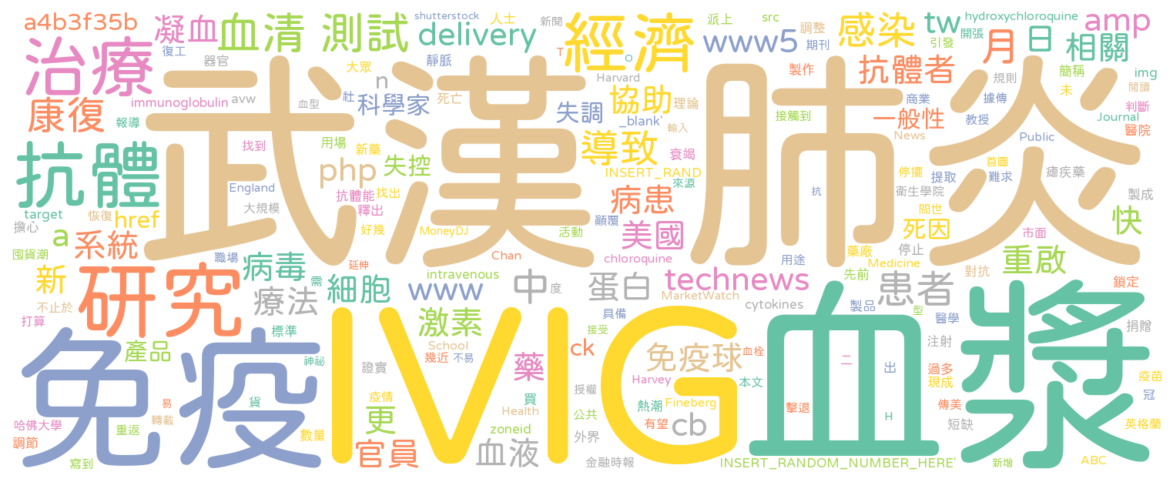 a4b3f35b
凝血
復工
血清 測試
shutterstock
人士
delivery
新聞
T
經濟
派上
src
www5
調整
期刊
感染
tw
引發
hydroxychloroquine
開張
月
日
相關
amp
治療
器官
大眾
靜脈
n
Harvard
製作
抗體者
規則
簡稱
未
img
閱讀
康復
immunoglobulin
avw
血型
社
死亡
科學家
失調
_blank'
協助
理論
接觸到
據傳
商業
一般性
教授
Journal
判斷
醫院
武漢
肺炎
報導
找到
用場
新藥
php
失控
衰竭
導致
輸入
News
Public
抗體
England
大規模
抗體能
找出
釋出
INSERT_RAND
來源
病患
停擺
提取
首圖
難求
衛生學院
瘧疾藥
製成
target
恢復
href
擔心
a
系統
職場
好幾
顛覆
MoneyDJ
活動
美國
問世
死因
市面
快
囤貨潮
新
不止於
打算
研究
病毒
需
延伸
Chan
chloroquine
用途
藥廠
停止
Medicine
先前
對抗
重啟
鎖定
療法
細胞
intravenous
www
中
度
蛋白
technews
MarketWatch
具備
cytokines
製品
型
患者
醫學
捐贈
免疫
IVIG
血漿
產品
標準
神祕
證實
激素
School
幾近
不易
接受
藥
ck
免疫球
血栓
二
出
注射
過多
現成
傳美
疫苗
冠
哈佛大學
易
轉載
貨
疫情
買
授權
Harvey
本文
擊退
H
短缺
英格蘭
調節
重返
數量
更
Health
zoneid
公共
熱潮
Fineberg
有望
cb
寫到
官員
血液
外界
金融時報
INSERT_RANDOM_NUMBER_HERE'
新增
ABC
抗